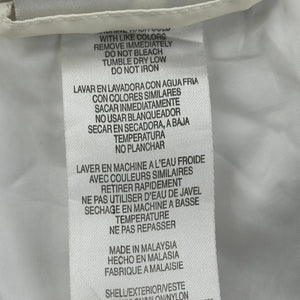 MACHINE WASH COLD
WITH LIKE COLORS
REMOVE IMMEDIATELY
DO NOT BLEACH
TUMBLE DRY LOW
DO NOT IRON
LAVAR EN LAVADORA CON AGUA FRIA
CON COLORES SIMILARES
SACAR INMEDIATAMENTE
NO USAR BLANQUEADOR
SECAR EN SECADORA, A BAJA
TEMPERATURA
NO PLANCHAR
LAVER EN MACHINE A L'EAU FROIDE
AVEC COULEURS SIMILAIRES
RETIRER RAPIDEMENT
NE PAS UTILISER D'EAU DE JAVEL
SECHAGE EN MACHINE A BASSE
TEMPERATURE
NE PAS REPASSER
MADE IN MALAYSIA
HECHO EN MALASIA
FABRIQUE A MALAISIE
SHELL/EXTERIOR/VESTE